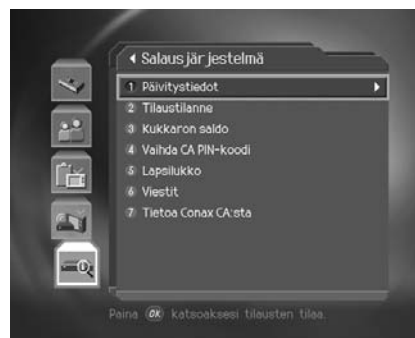 Salausjärjestelmä
1 Päivitystiedot
2 Tilaustilanne
3 Kukkaron saldo
4 Vaihda CA PIN-koodi
5 Lapsilukko
6 Viestit
7 Tietoa Conax CA:sta
Paina OK katsoaksesi tilausten tilaa.